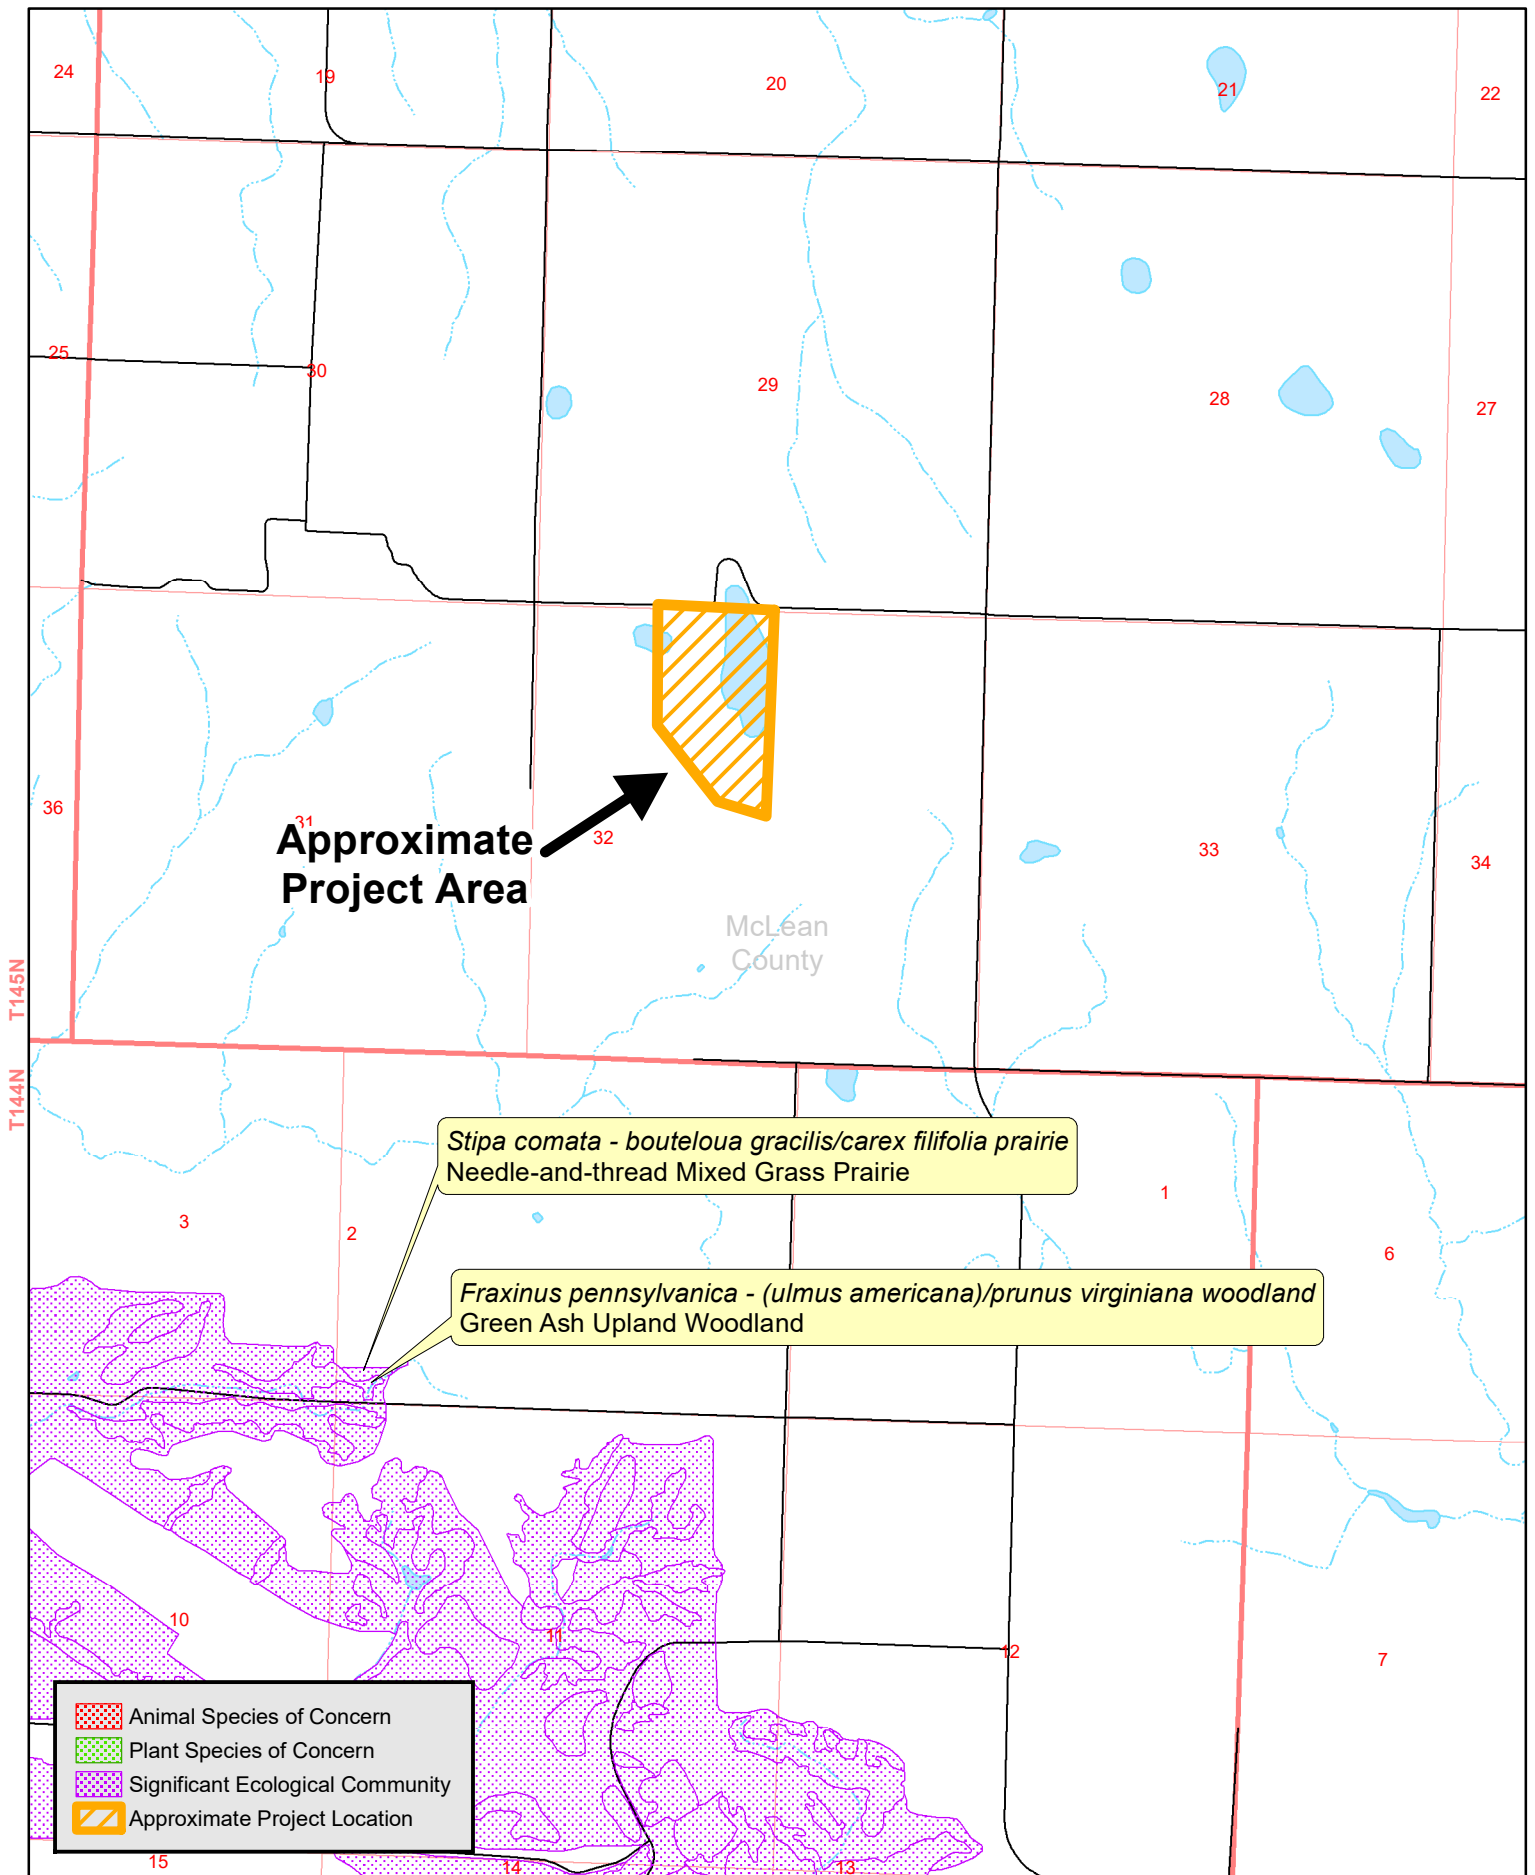 24
19
20
21
22
25
30
29
28
27
36
31
Approximate
Project Area
32
33
34
McLean
County
T145N
T144N
Stipa comata - bouteloua gracilis/carex filifolia prairie
Needle-and-thread Mixed Grass Prairie
3
2
1
6
Fraxinus pennsylvanica - (ulmus americana)/prunus virginiana woodland
Green Ash Upland Woodland
10
11
12
7
Animal Species of Concern
Plant Species of Concern
Significant Ecological Community
Approximate Project Location
15
14
13